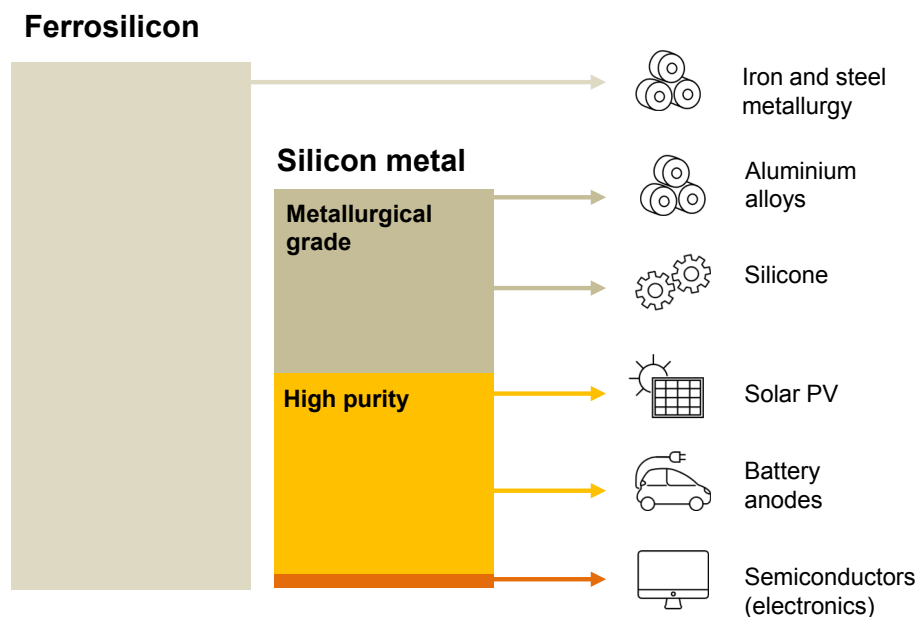 Ferrosilicon
Iron and steel
metallurgy
Silicon metal
Metallurgical
grade
Aluminium
alloys
Silicone
High purity
Solar PV
Battery
anodes
Semiconductors
(electronics)